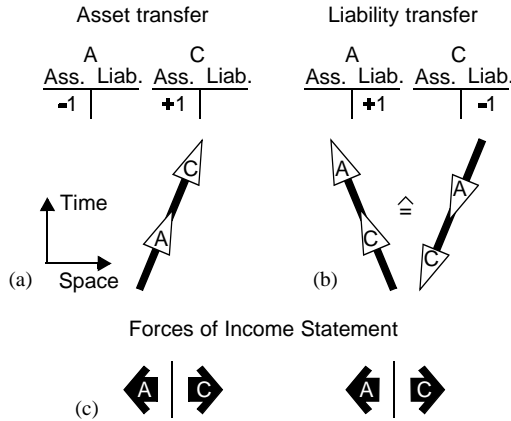 Asset transfer
Liability transfer
A
C
A
C
Ass. Liab.
Ass. Liab.
Ass. Liab.
Ass. Liab.
-1
+1
+1
-1
C
A
A
C
A
C
≙
Time
Space
(a)
(b)
Forces of Income Statement
A
C
A
C
(c)